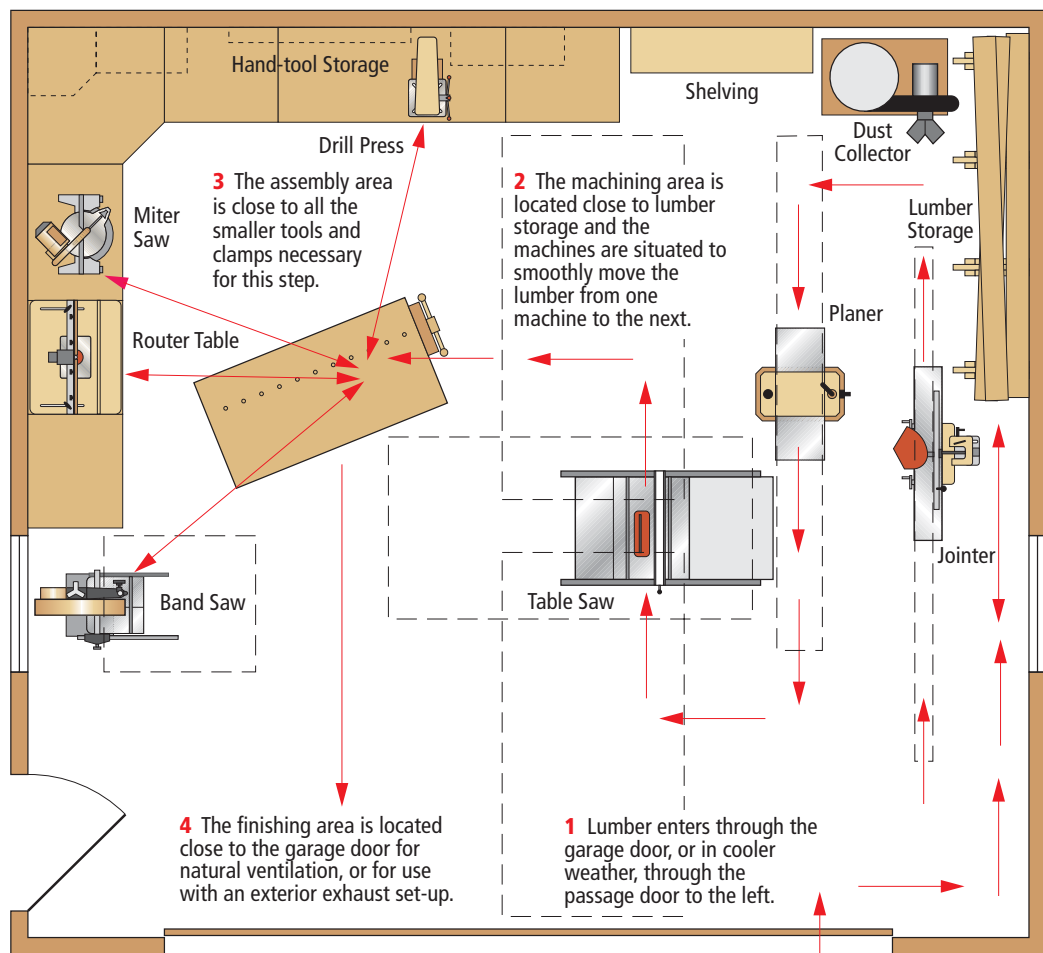 Hand-tool Storage
Shelving
Drill Press
Dust
Collector
3 The assembly area
is close to all the
smaller tools and
clamps necessary
for this step.
2 The machining area is
located close to lumber
storage and the
machines are situated to
smoothly move the
lumber from one
machine to the next.
Miter
Saw
Lumber
Storage
Planer
Router Table
Jointer
Band Saw
Table Saw
4 The finishing area is located
close to the garage door for
natural ventilation, or for use
with an exterior exhaust set-up.
1 Lumber enters through the
garage door, or in cooler
weather, through the
passage door to the left.